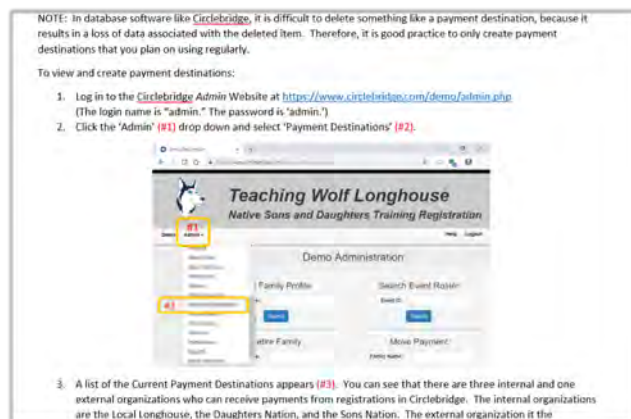 NOTE: In database software like Circlebridge, it is difficult to delete something like a payment destination, because it
results in a loss of data associated with the deleted item. Therefore, it is good practice to only create payment
destinations that you plan on using regularly.
To view and create payment destinations:
1. Log in to the Circlebridge Admin Website at https://www.circlebridge.com/demo/admin.php
(The login name is "admin." The password is 'admin.')
2. Click the 'Admin' (#1) drop down and select 'Payment Destinations' (#2).
Teaching Wolf Longhouse
Native Sons and Daughters Training Registration
#1
Admin
Help Logout
Demo Administration
Family Profile
Search Event Roster
Event ID
#2
Family
Move Payment
3. A list of the Current Payment Destinations appears (#3). You can see that there are three internal and one
external organizations who can receive payments from registrations in Circlebridge. The internal organizations
are the Local Longhouse, the Daughters Nation, and the Sons Nation. The external organization it the